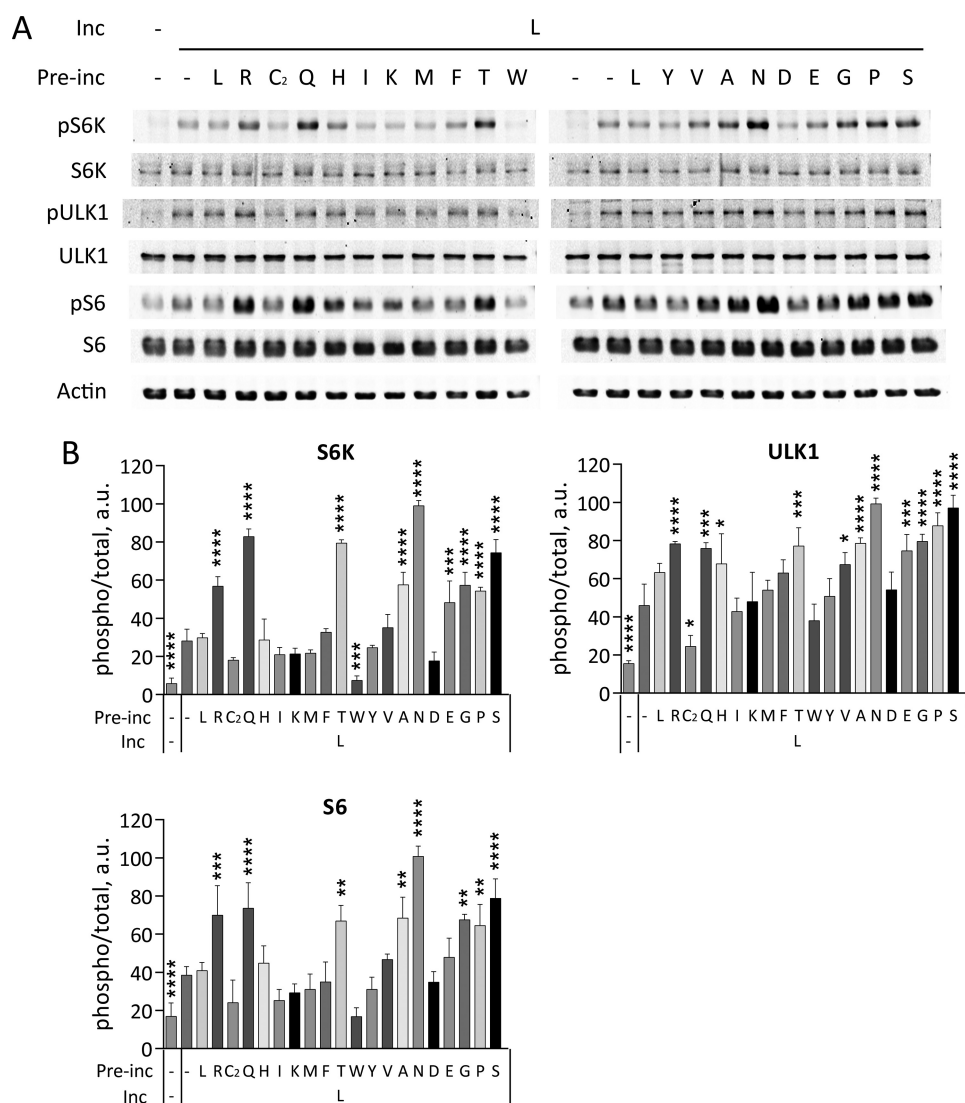 A
Inc - L
Pre-inc - - L R C2 Q H I K M F T W - - L Y V A N D E G P S
pS6K
S6K
pULK1
ULK1
pS6
S6
Actin
B
S6K
phospho/total, a.u.
120
100
80
60
40
20
0
**** **** **** **** *** **** **** *** **** **** ****
Pre-inc - - L R C2 Q H I K M F T W Y V A N D E G P S
Inc - L
ULK1
phospho/total, a.u.
120
100
80
60
40
20
0
**** **** * *** * *** * **** **** *** **** **** ****
Pre-inc - - L R C2 Q H I K M F T W Y V A N D E G P S
Inc - L
S6
phospho/total, a.u.
120
100
80
60
40
20
0
**** *** **** ** ** **** ** ** ****
Pre-inc - - L R C2 Q H I K M F T W Y V A N D E G P S
Inc - L